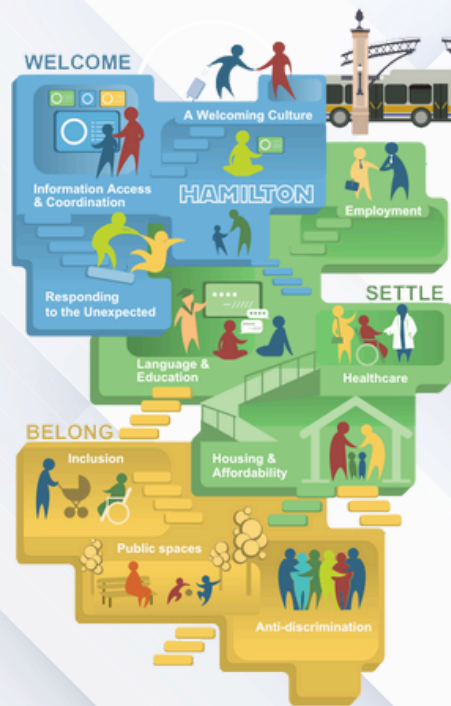 WELCOME
A Welcoming Culture
Information Access
& Coordination
HAMILTON
Employment
Responding
to the Unexpected
SETTLE
Language &
Education
Healthcare
BELONG
Inclusion
Housing &
Affordability
Public spaces
Anti-discrimination